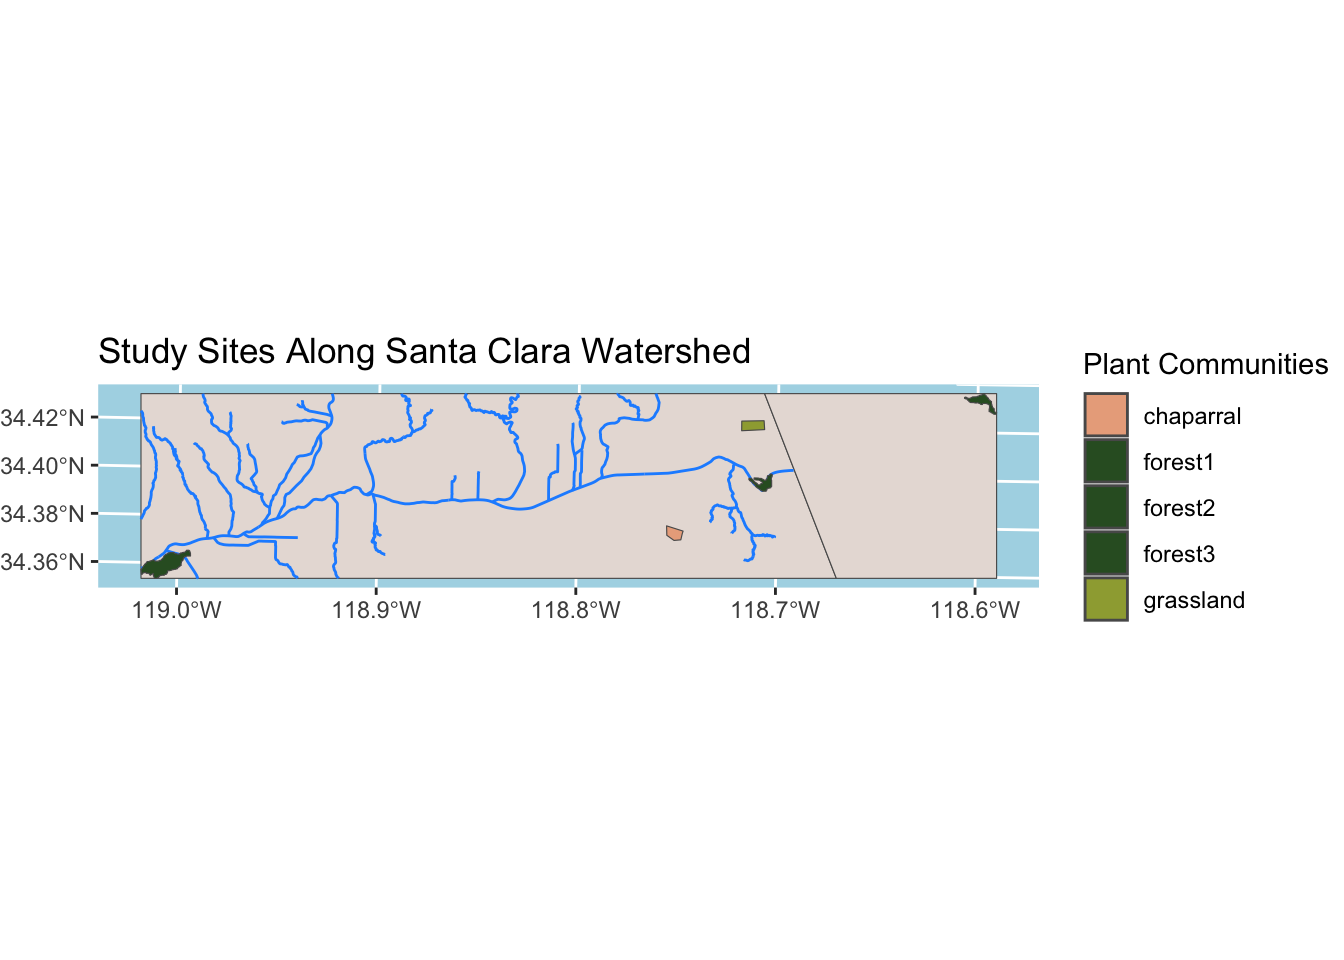 Study Sites Along Santa Clara Watershed
34.42°N
34.40°N
34.38°N
34.36°N
119.0°W
118.9°W
118.8°W
118.7°W
118.6°W
Plant Communities
chaparral
forest1
forest2
forest3
grassland